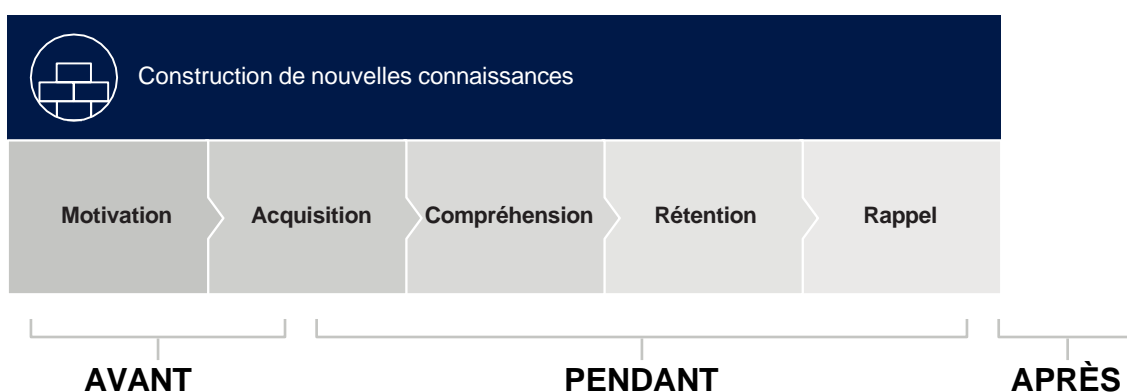 Construction de nouvelles connaissances
Motivation Acquisition Compréhension Rétention Rappel
AVANT PENDANT APRÈS